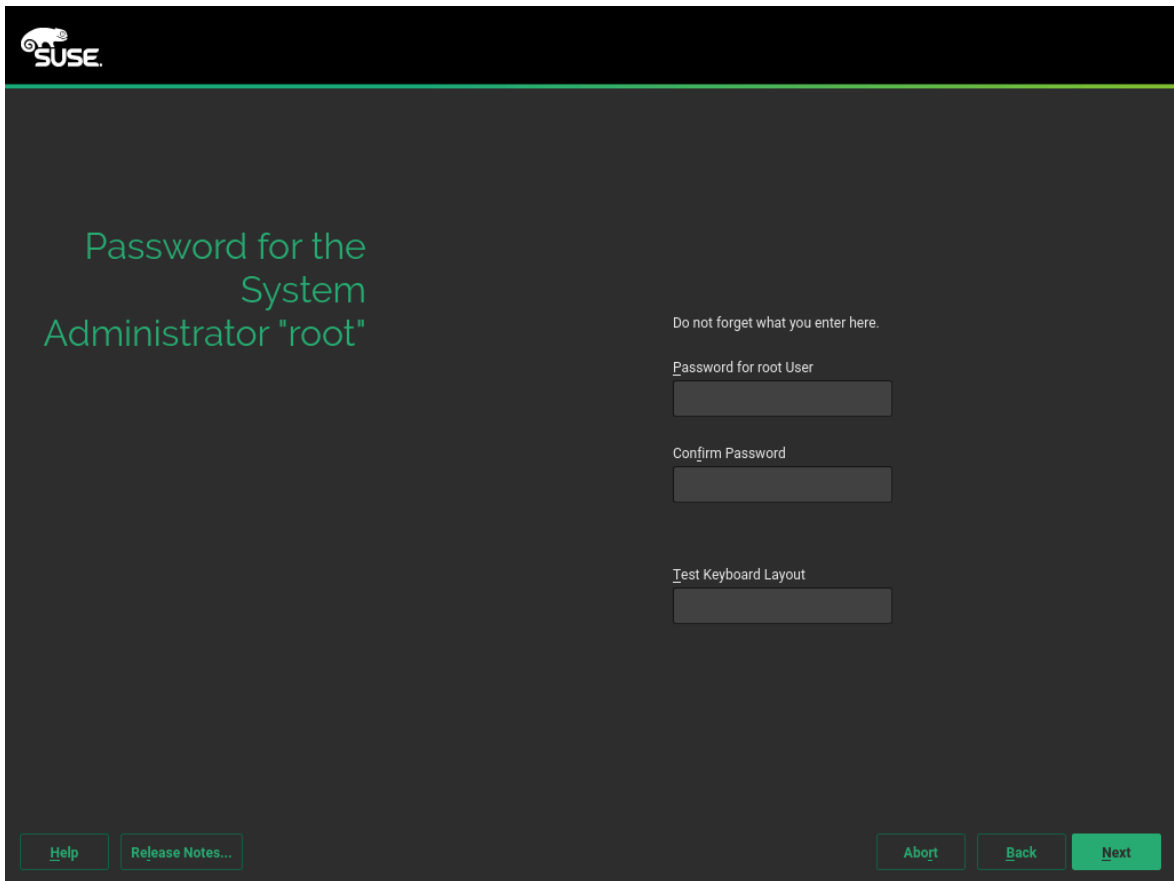 SUSE.
Password for the
System
Administrator "root"
Do not forget what you enter here.
Password for root User
Confirm Password
Test Keyboard Layout
Help
Release Notes...
Abort
Back
Next